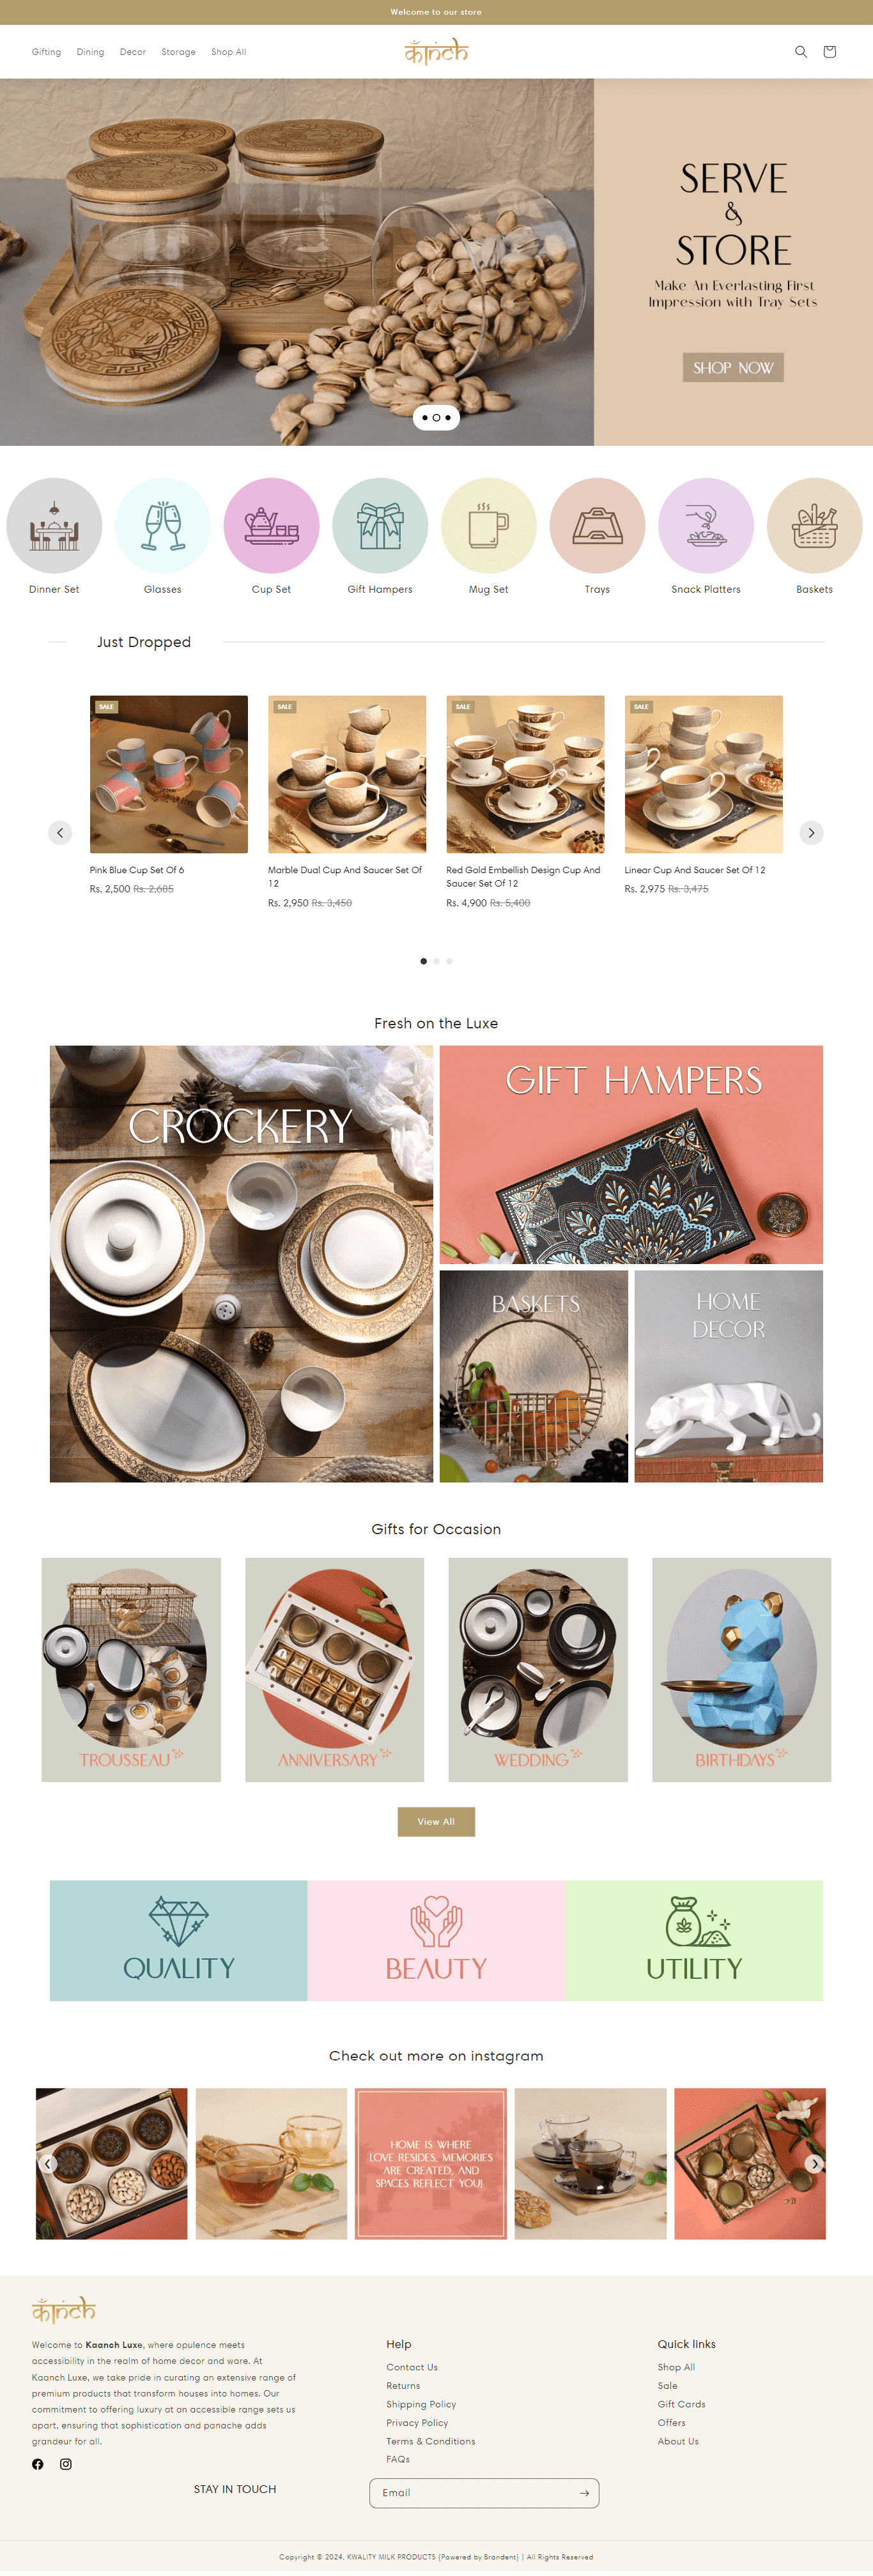 Welcome to our store
Gifting Dining Decor Storage Shop All
काnch
SERVE
&
STORE
Make An Everlasting First
Impression with Tray Sets
SHOP NOW
Dinner Set Glasses Cup Set Gift Hampers Mug Set Trays Snack Platters Baskets
Just Dropped
SALE SALE SALE SALE
Pink Blue Cup Set Of 6
Rs. 2,500 Rs. 2,685
Marble Dual Cup And Saucer Set Of
12
Rs. 2,950 Rs. 3,450
Red Gold Embellish Design Cup And
Saucer Set Of 12
Rs. 4,900 Rs. 5,400
Linear Cup And Saucer Set Of 12
Rs. 2,975 Rs. 3,475
Fresh on the Luxe
CROCKERY
GIFT HAMPERS
BASKETS
HOME
DECOR
Gifts for Occasion
TROUSSEAU ANNIVERSARY WEDDING BIRTHDAYS
View All
QUALITY BEAUTY UTILITY
Check out more on instagram
HOME IS WHERE
LOVE RESIDES, MEMORIES
ARE CREATED, AND
SPACES REFLECT YOU!
काnch
Welcome to Kaanch Luxe, where opulence meets
accessibility in the realm of home decor and ware. At
Kaanch Luxe, we take pride in curating an extensive range of
premium products that transform houses into homes. Our
commitment to offering luxury at an accessible range sets us
apart, ensuring that sophistication and panache adds
grandeur for all.
Help
Contact Us
Returns
Shipping Policy
Privacy Policy
Terms & Conditions
FAQs
Quick links
Shop All
Sale
Gift Cards
Offers
About Us
STAY IN TOUCH
Email
Copyright © 2024, KWALITY MILK PRODUCTS {Powered by Brandent} | All Rights Reserved